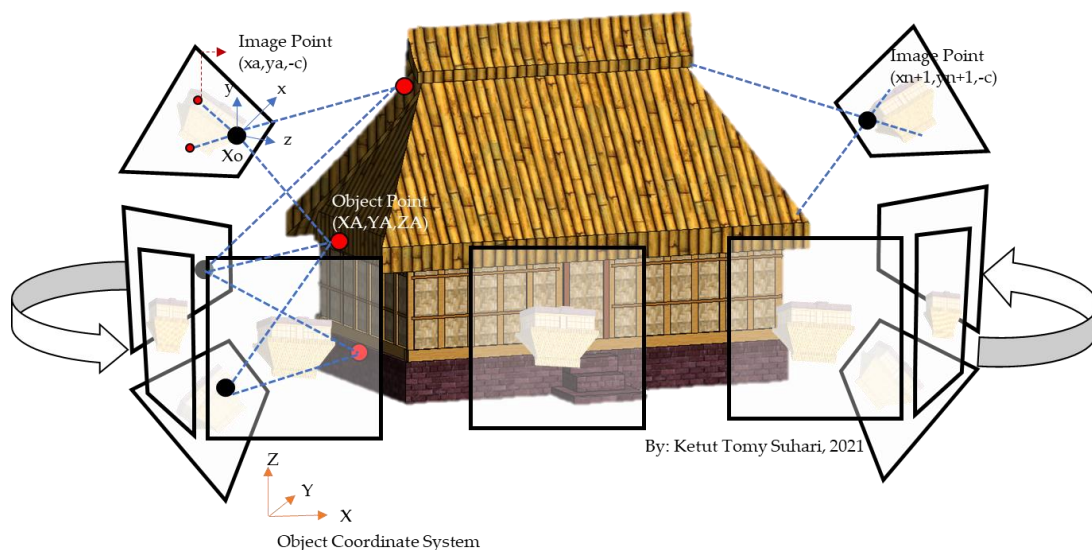 Image Point
(xa,ya,-c)
y
x
z
Xo
Image Point
(xn+1,yn+1,-c)
Object Point
(XA,YA,ZA)
By: Ketut Tomy Suhari, 2021
Z
Y
X
Object Coordinate System